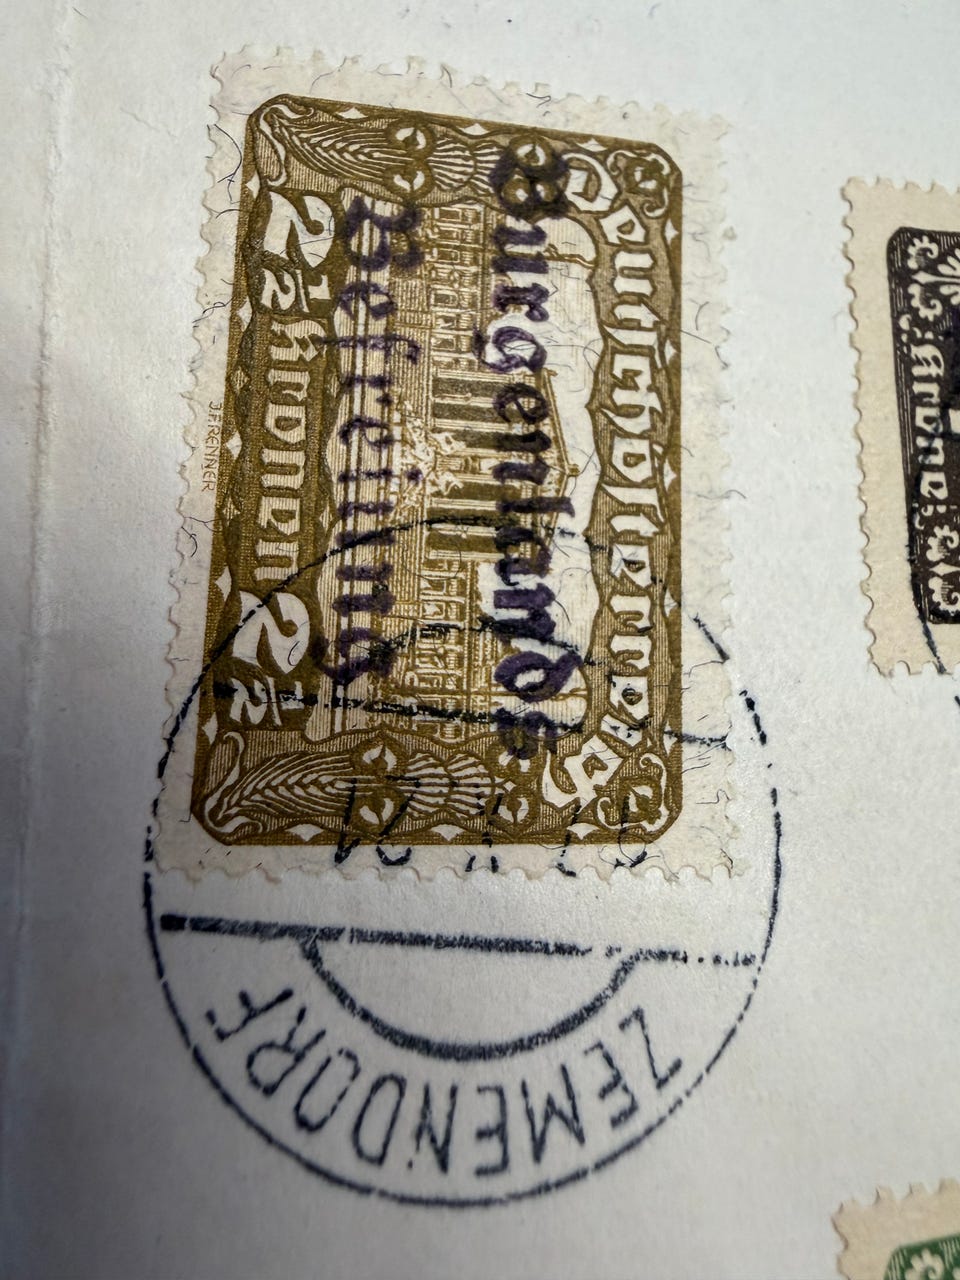 Deutschösterreich
Burgenlands
Befreiung
2½ Kronen 2½
J.F.RENNER
ZEMENDORF